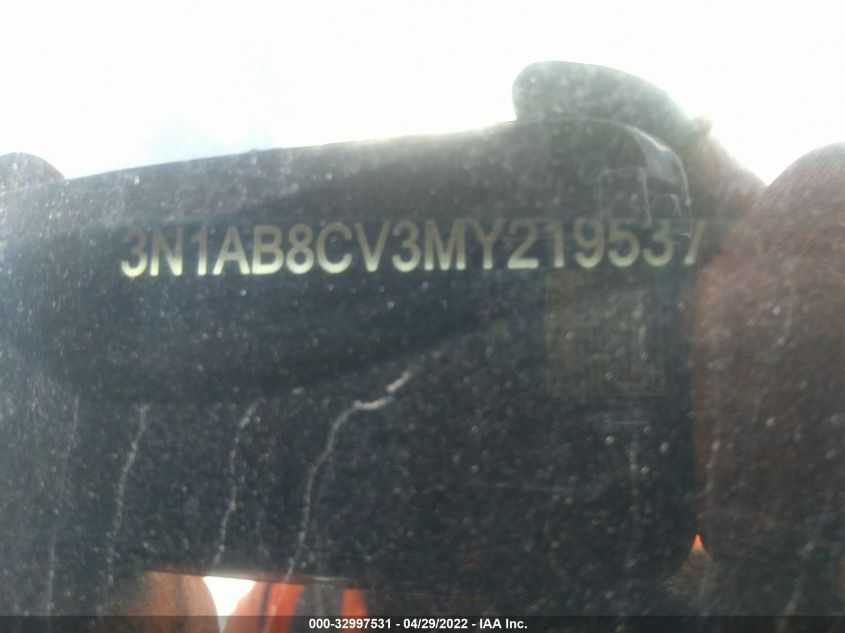 3N1AB8CV3MY219537
000-32997531 - 04/29/2022 - IAA Inc.